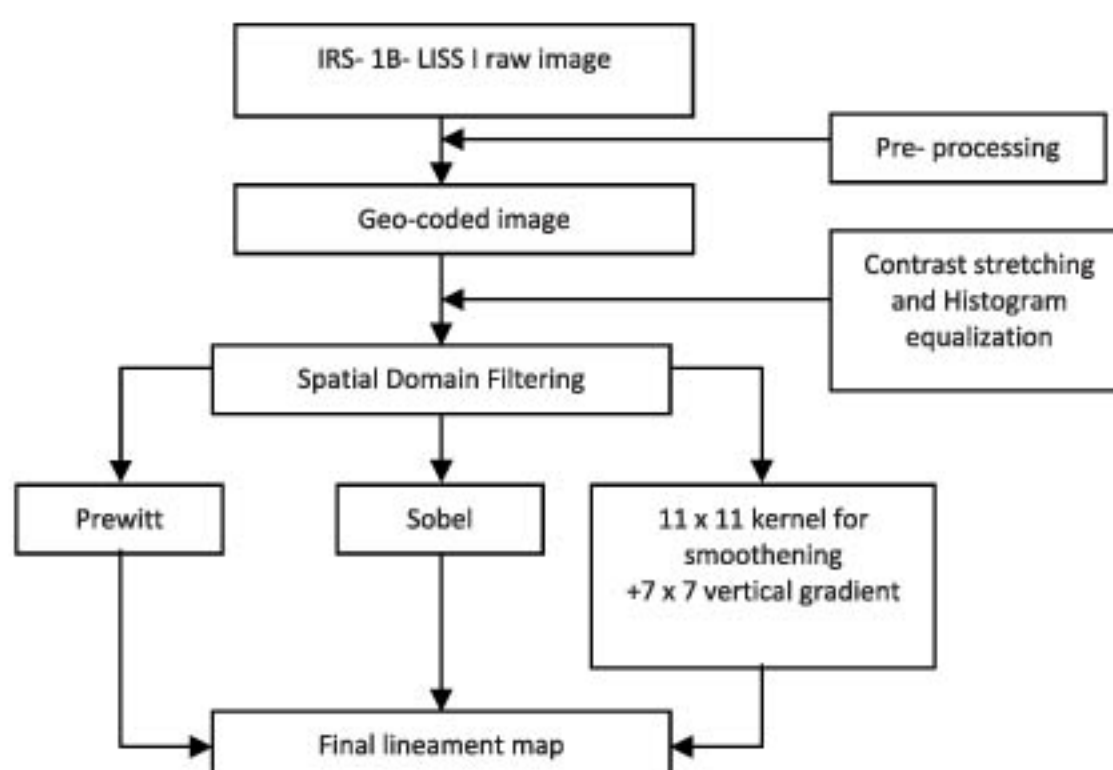 IRS- 1B- LISS I raw image
Pre- processing
Geo-coded image
Contrast stretching
and Histogram
equalization
Spatial Domain Filtering
Prewitt
Sobel
11 x 11 kernel for
smoothening
+7 x 7 vertical gradient
Final lineament map